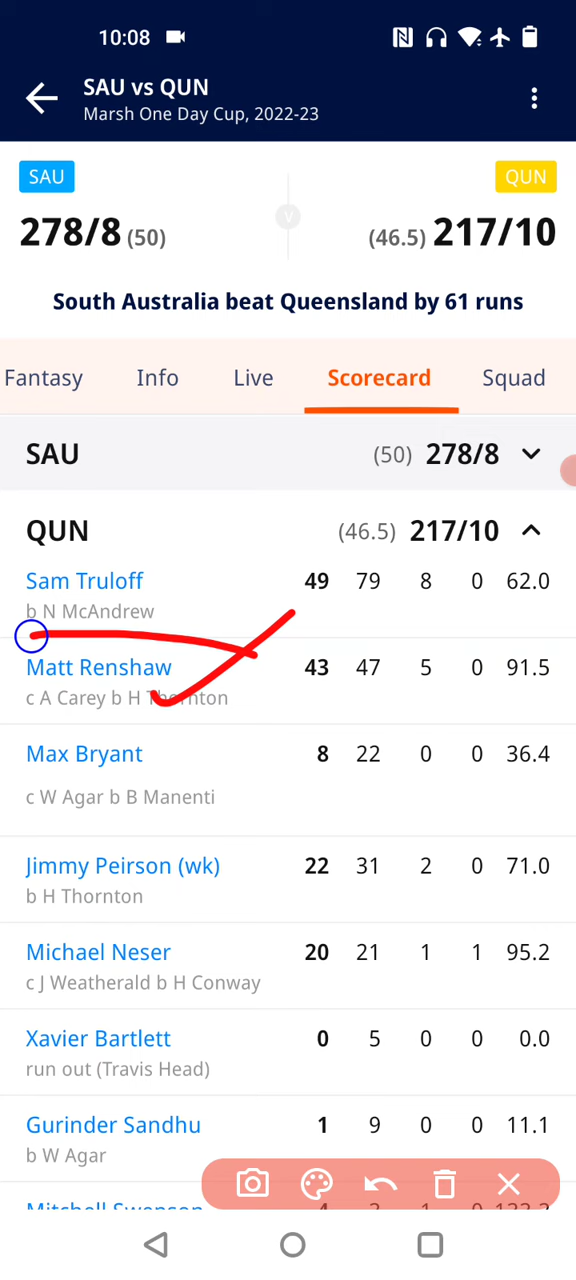 10:08
SAU vs QUN
Marsh One Day Cup, 2022-23
SAU QUN
278/8 (50) V (46.5) 217/10
South Australia beat Queensland by 61 runs
Fantasy Info Live Scorecard Squad
SAU (50) 278/8
QUN (46.5) 217/10
Sam Truloff 49 79 8 0 62.0
b N McAndrew
Matt Renshaw 43 47 5 0 91.5
c A Carey b H Thornton
Max Bryant 8 22 0 0 36.4
c W Agar b B Manenti
Jimmy Peirson (wk) 22 31 2 0 71.0
b H Thornton
Michael Neser 20 21 1 1 95.2
c J Weatherald b H Conway
Xavier Bartlett 0 5 0 0 0.0
run out (Travis Head)
Gurinder Sandhu 1 9 0 0 11.1
b W Agar
Mitchell Swepson